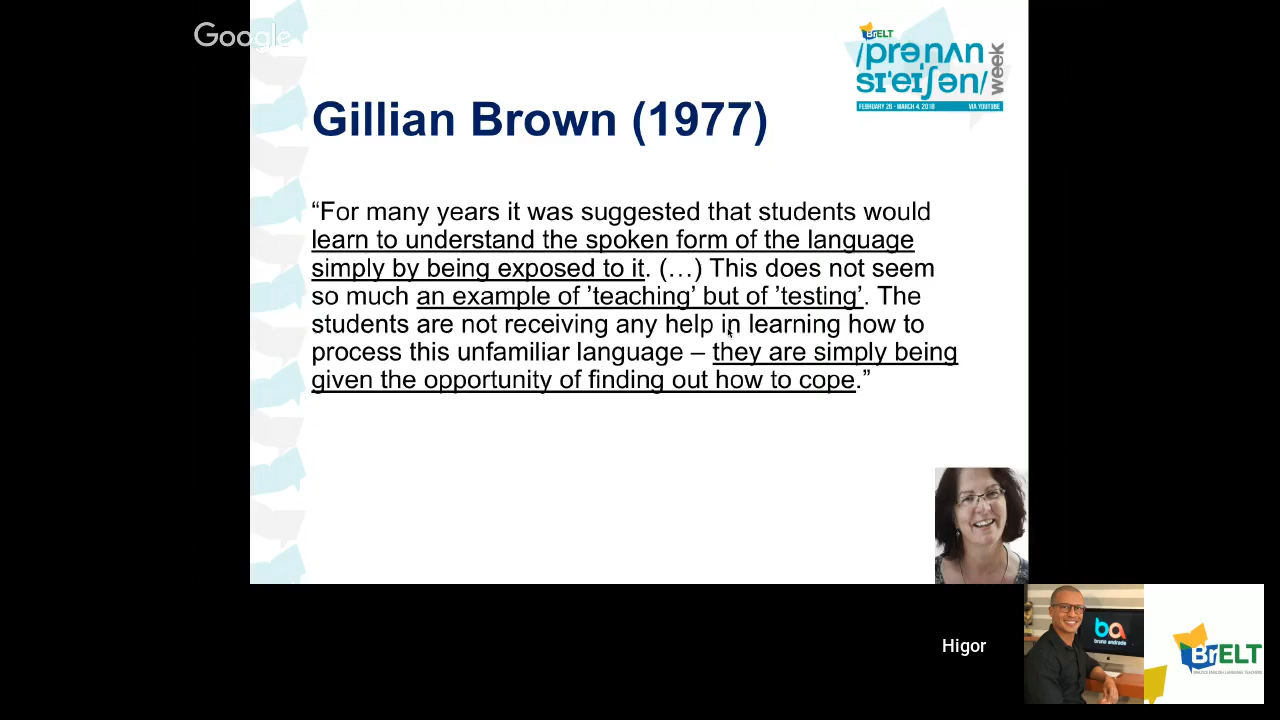 Google
BrELT
/prənʌn
sɪˈeɪʃən/
week
FEBRUARY 26 - MARCH 4, 2018 VIA YOUTUBE
Gillian Brown (1977)
“For many years it was suggested that students would
learn to understand the spoken form of the language
simply by being exposed to it. (…) This does not seem
so much an example of ’teaching’ but of ’testing’. The
students are not receiving any help in learning how to
process this unfamiliar language – they are simply being
given the opportunity of finding out how to cope.”
Higor
ba
bruno andrade
BrELT
BRAZIL'S ENGLISH LANGUAGE TEACHERS